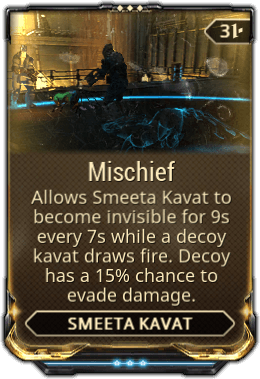 31
Mischief
Allows Smeeta Kavat to
become invisible for 9s
every 7s while a decoy
kavat draws fire. Decoy
has a 15% chance to
evade damage.
SMEETA KAVAT